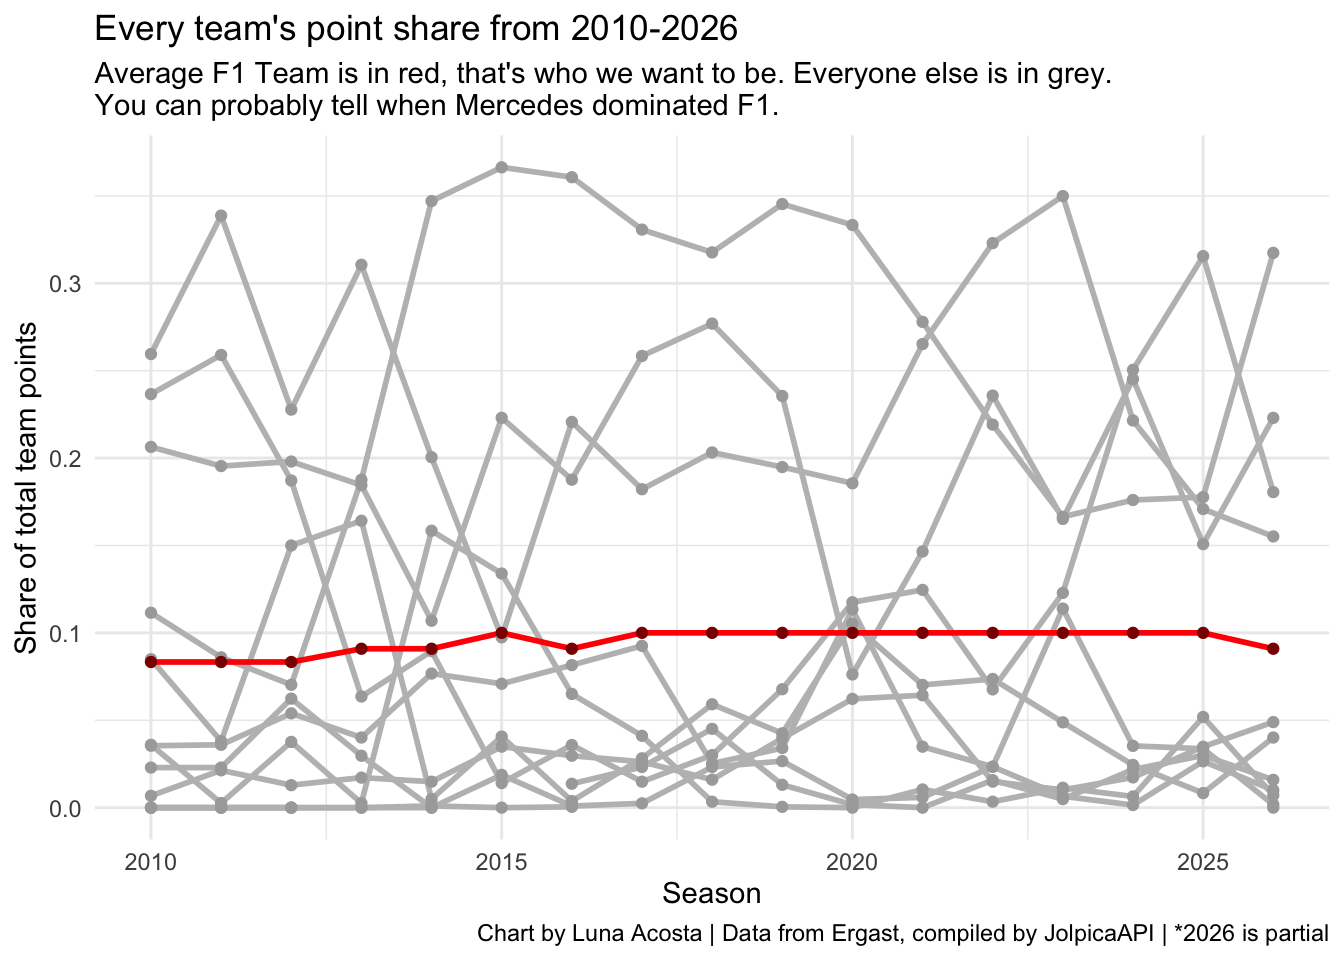 Every team's point share from 2010-2026
Average F1 Team is in red, that's who we want to be. Everyone else is in grey.
You can probably tell when Mercedes dominated F1.
Share of total team points
0.3
0.2
0.1
0.0
2010
2015
2020
2025
Season
Chart by Luna Acosta | Data from Ergast, compiled by JolpicaAPI | *2026 is partial